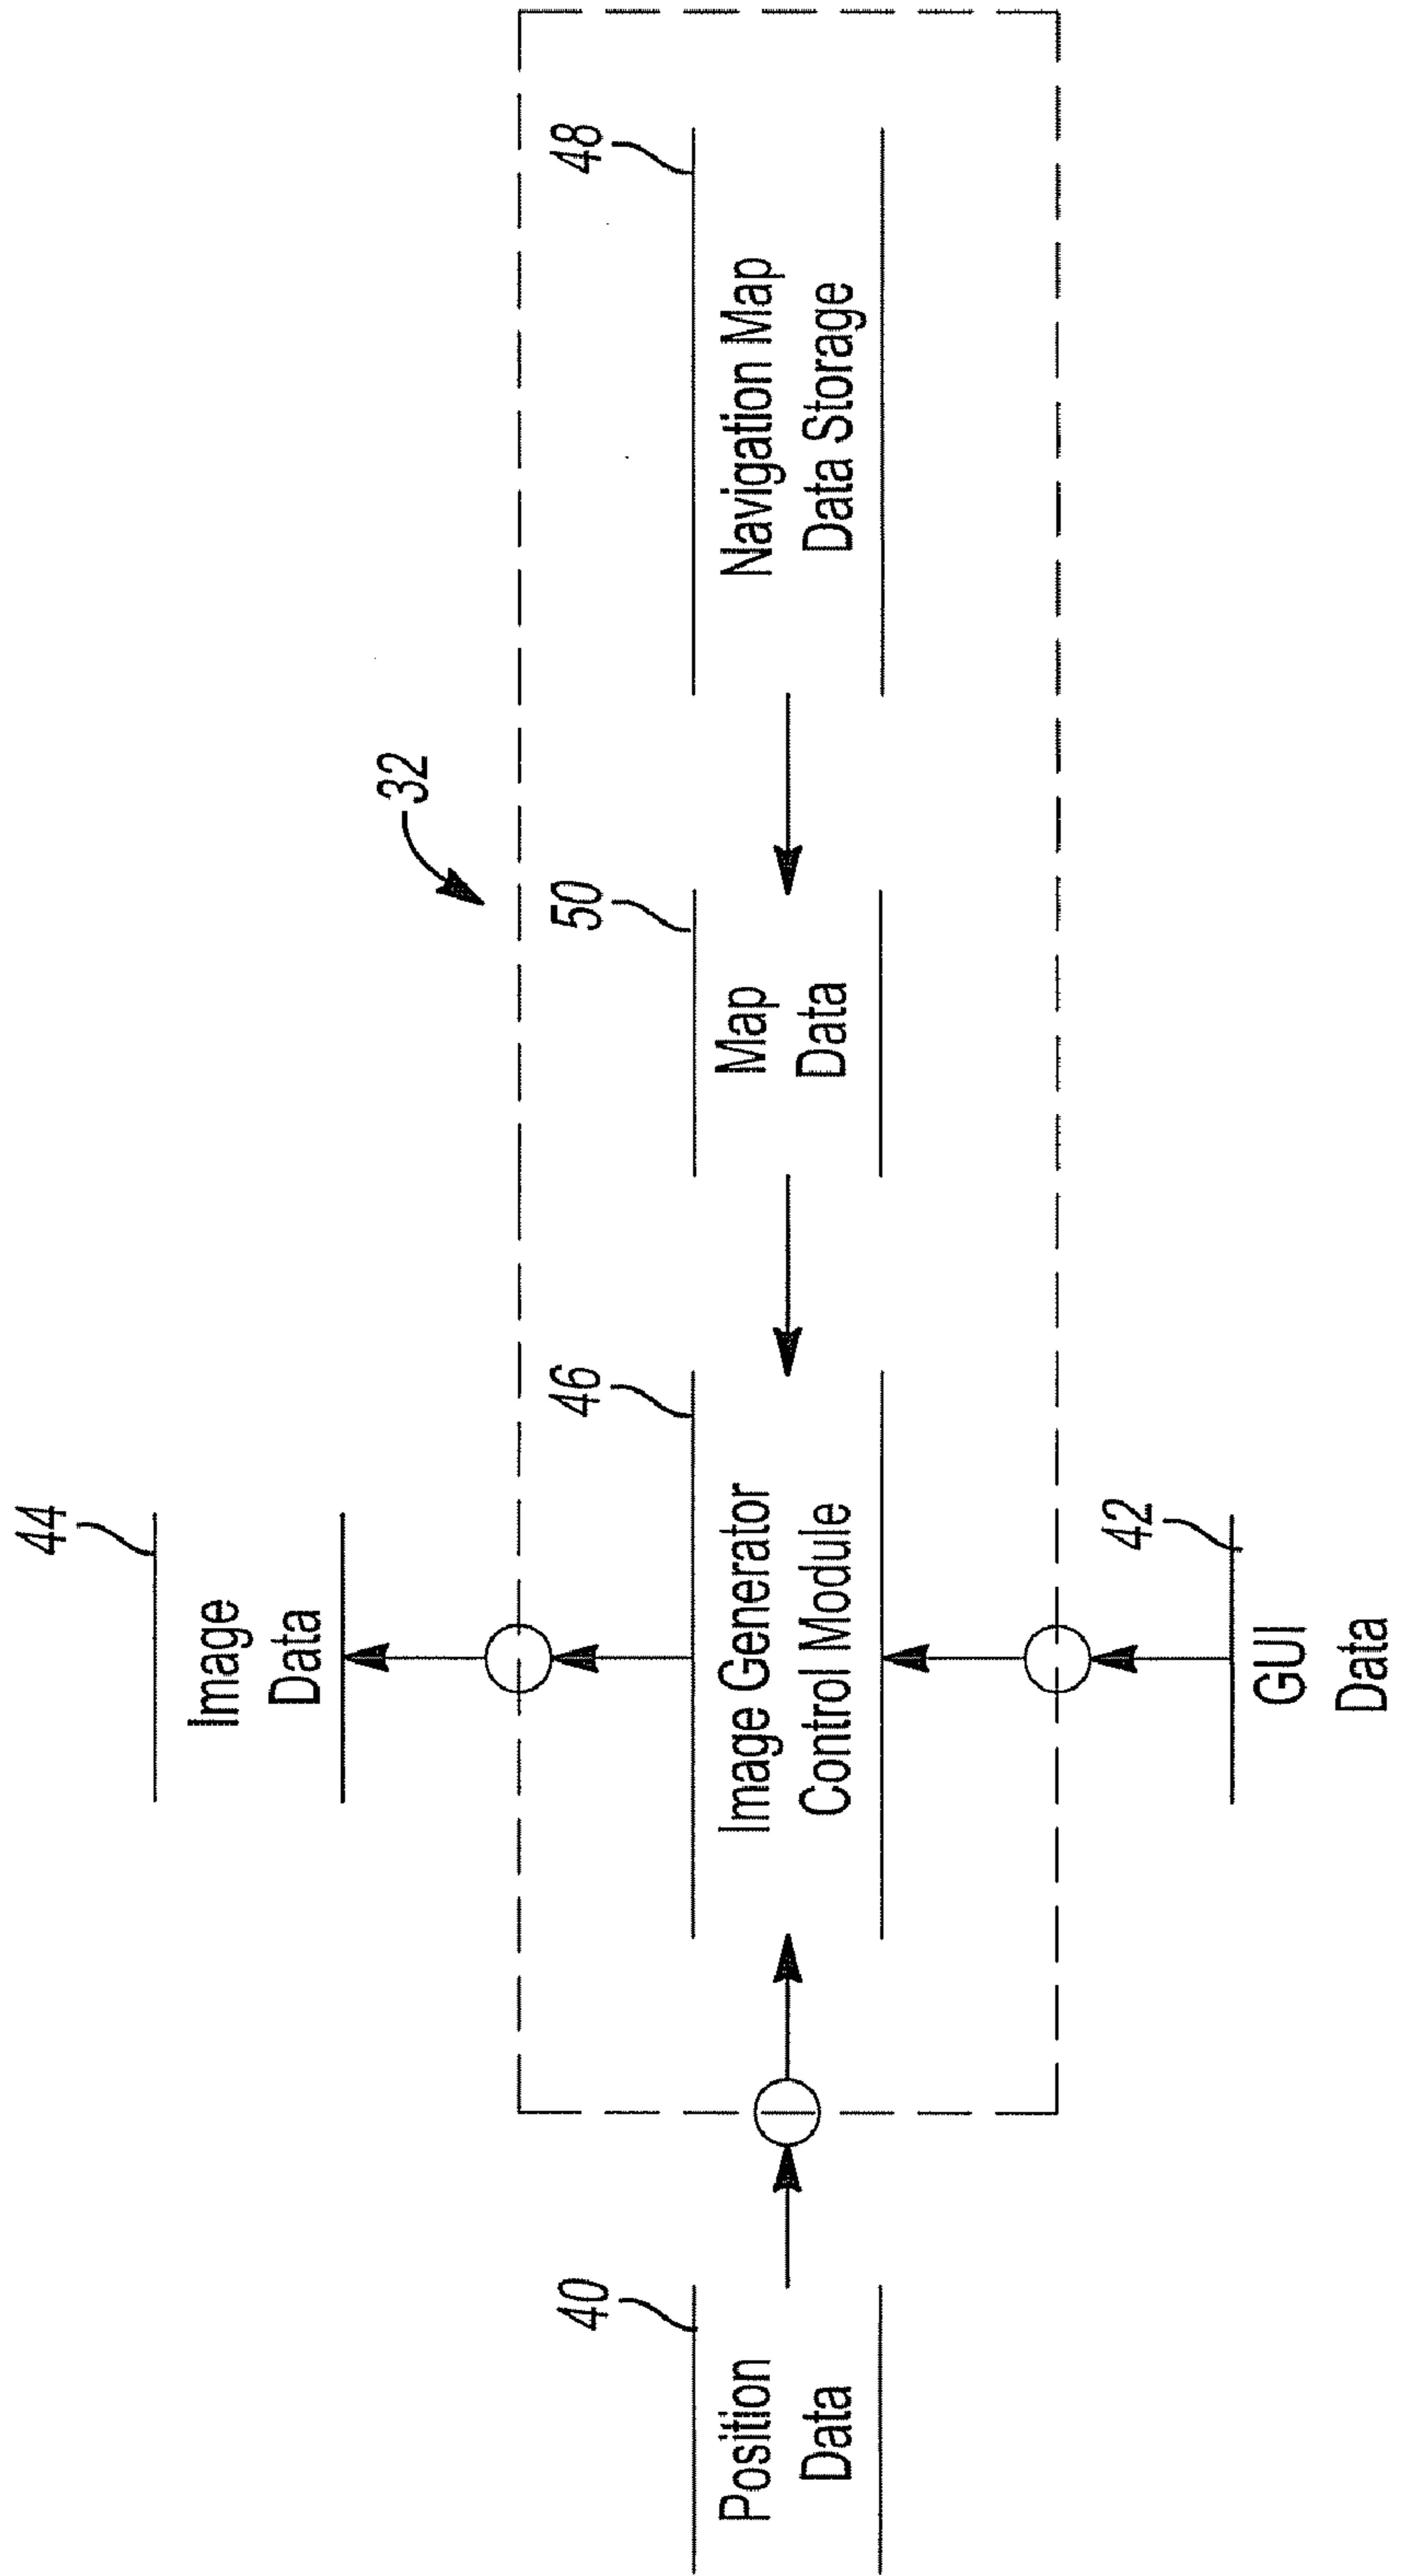 44
Image
Data
32
40
Position
Data
46
Image Generator
Control Module
50
Map
Data
48
Navigation Map
Data Storage
42
GUI
Data